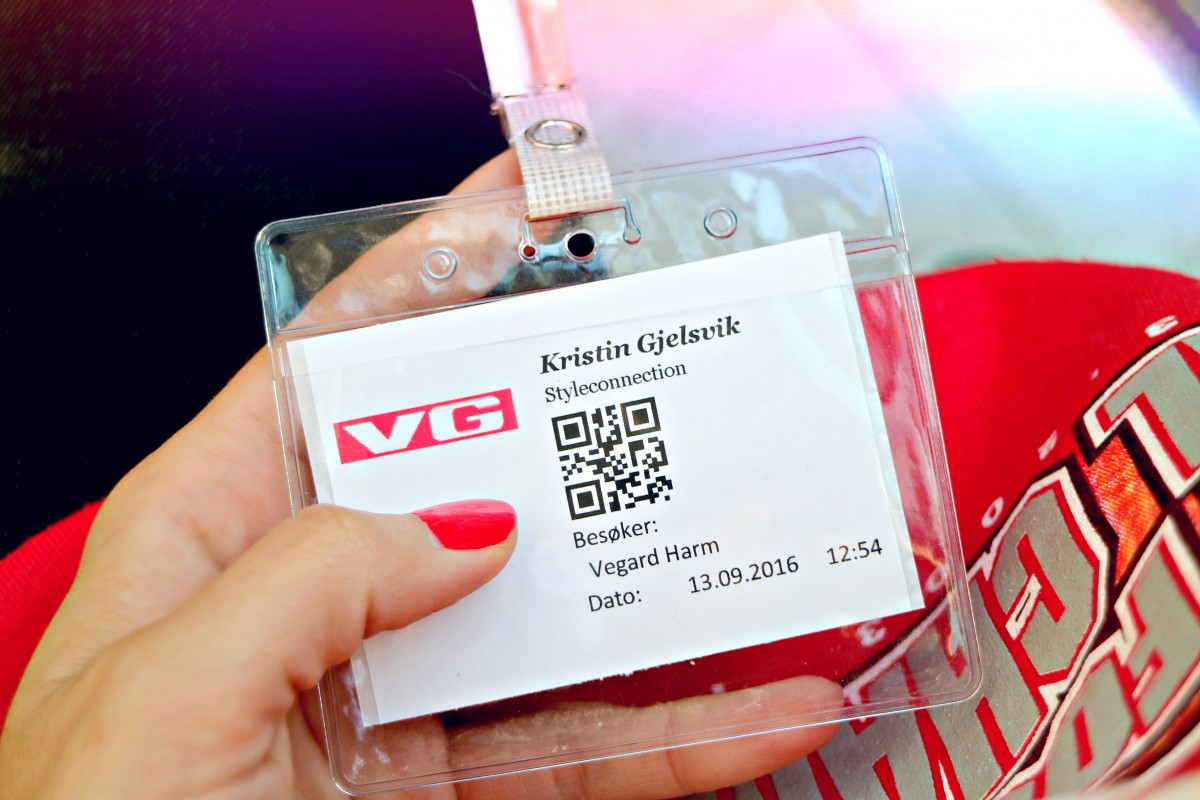 Kristin Gjelsvik
Styleconnection
VG
Besøker:
Vegard Harm
Dato: 13.09.2016 12:54